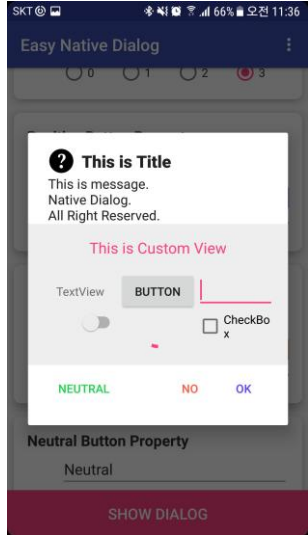 SKT 66% 오전 11:36
Easy Native Dialog
0 1 2 3
This is Title
This is message.
Native Dialog.
All Right Reserved.
This is Custom View
TextView BUTTON
CheckBo
x
NEUTRAL NO OK
Neutral Button Property
Neutral
SHOW DIALOG